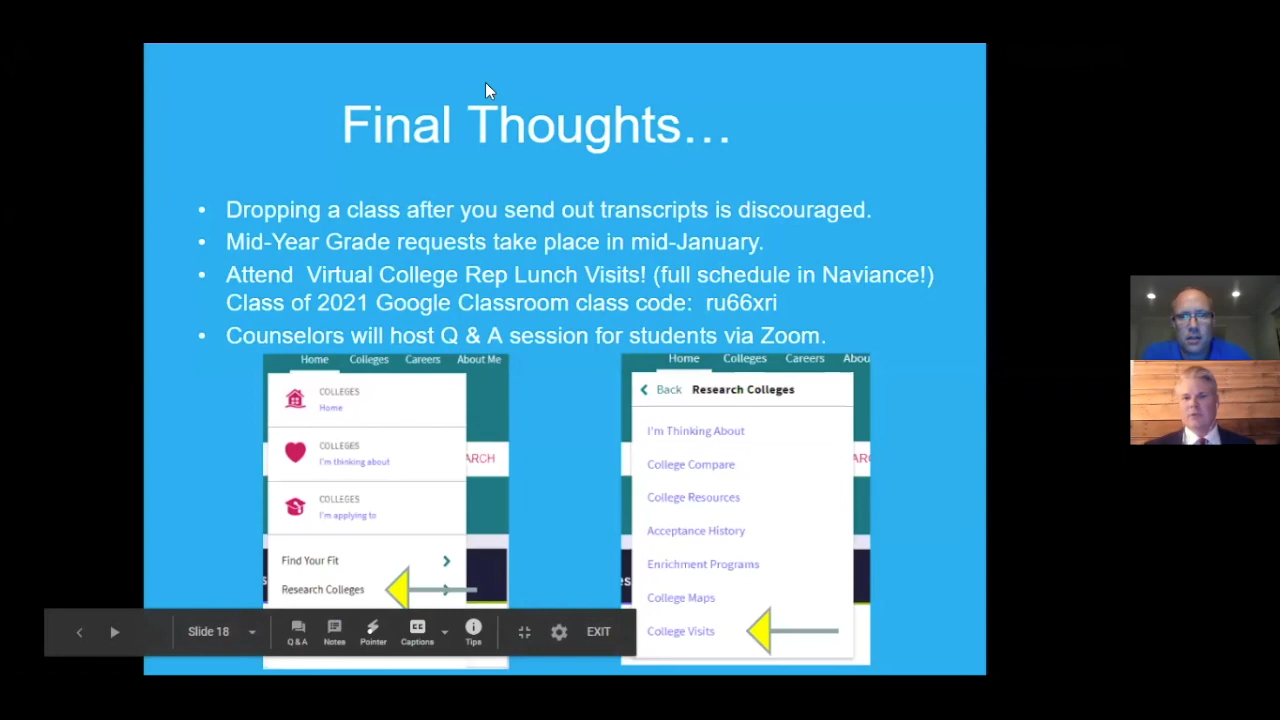 Final Thoughts...
• Dropping a class after you send out transcripts is discouraged.
• Mid-Year Grade requests take place in mid-January.
• Attend  Virtual College Rep Lunch Visits! (full schedule in Naviance!)
Class of 2021 Google Classroom class code:  ru66xri
• Counselors will host Q & A session for students via Zoom.
Home Colleges Careers About Me
COLLEGES
Home
COLLEGES
I'm thinking about
ARCH
COLLEGES
I'm applying to
Find Your Fit
Research Colleges
Home Colleges Careers Abou
Back Research Colleges
I'm Thinking About
College Compare
College Resources
Acceptance History
Enrichment Programs
College Maps
College Visits
Slide 18
Q&A
Notes
Pointer
CC
Captions
Tips
EXIT